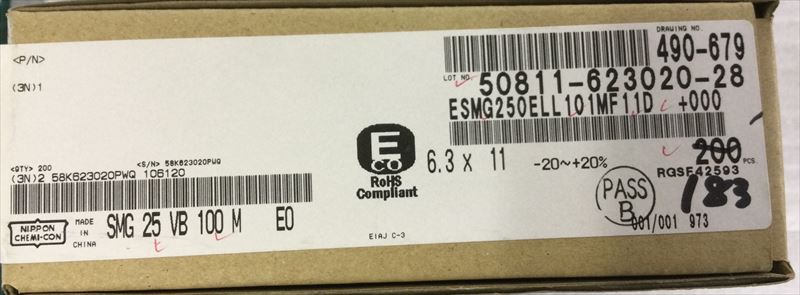 DRAWING NO.
490-679
<P/N>
LOT NO. 50811-623020-28
(3N)1
ESMG250ELL101MF11D +000
<QTY> 200 <S/N> 58K623020PWQ
(3N)2 58K623020PWQ 106120
E
CO
RoHS
Compliant
6.3 x 11 -20~+20%
200 PCS.
RGSF42593
183
PASS
B
001/001 973
NIPPON
CHEMI-CON
MADE
IN
CHINA
SMG 25 VB 100 M E0
EIAJ C-3